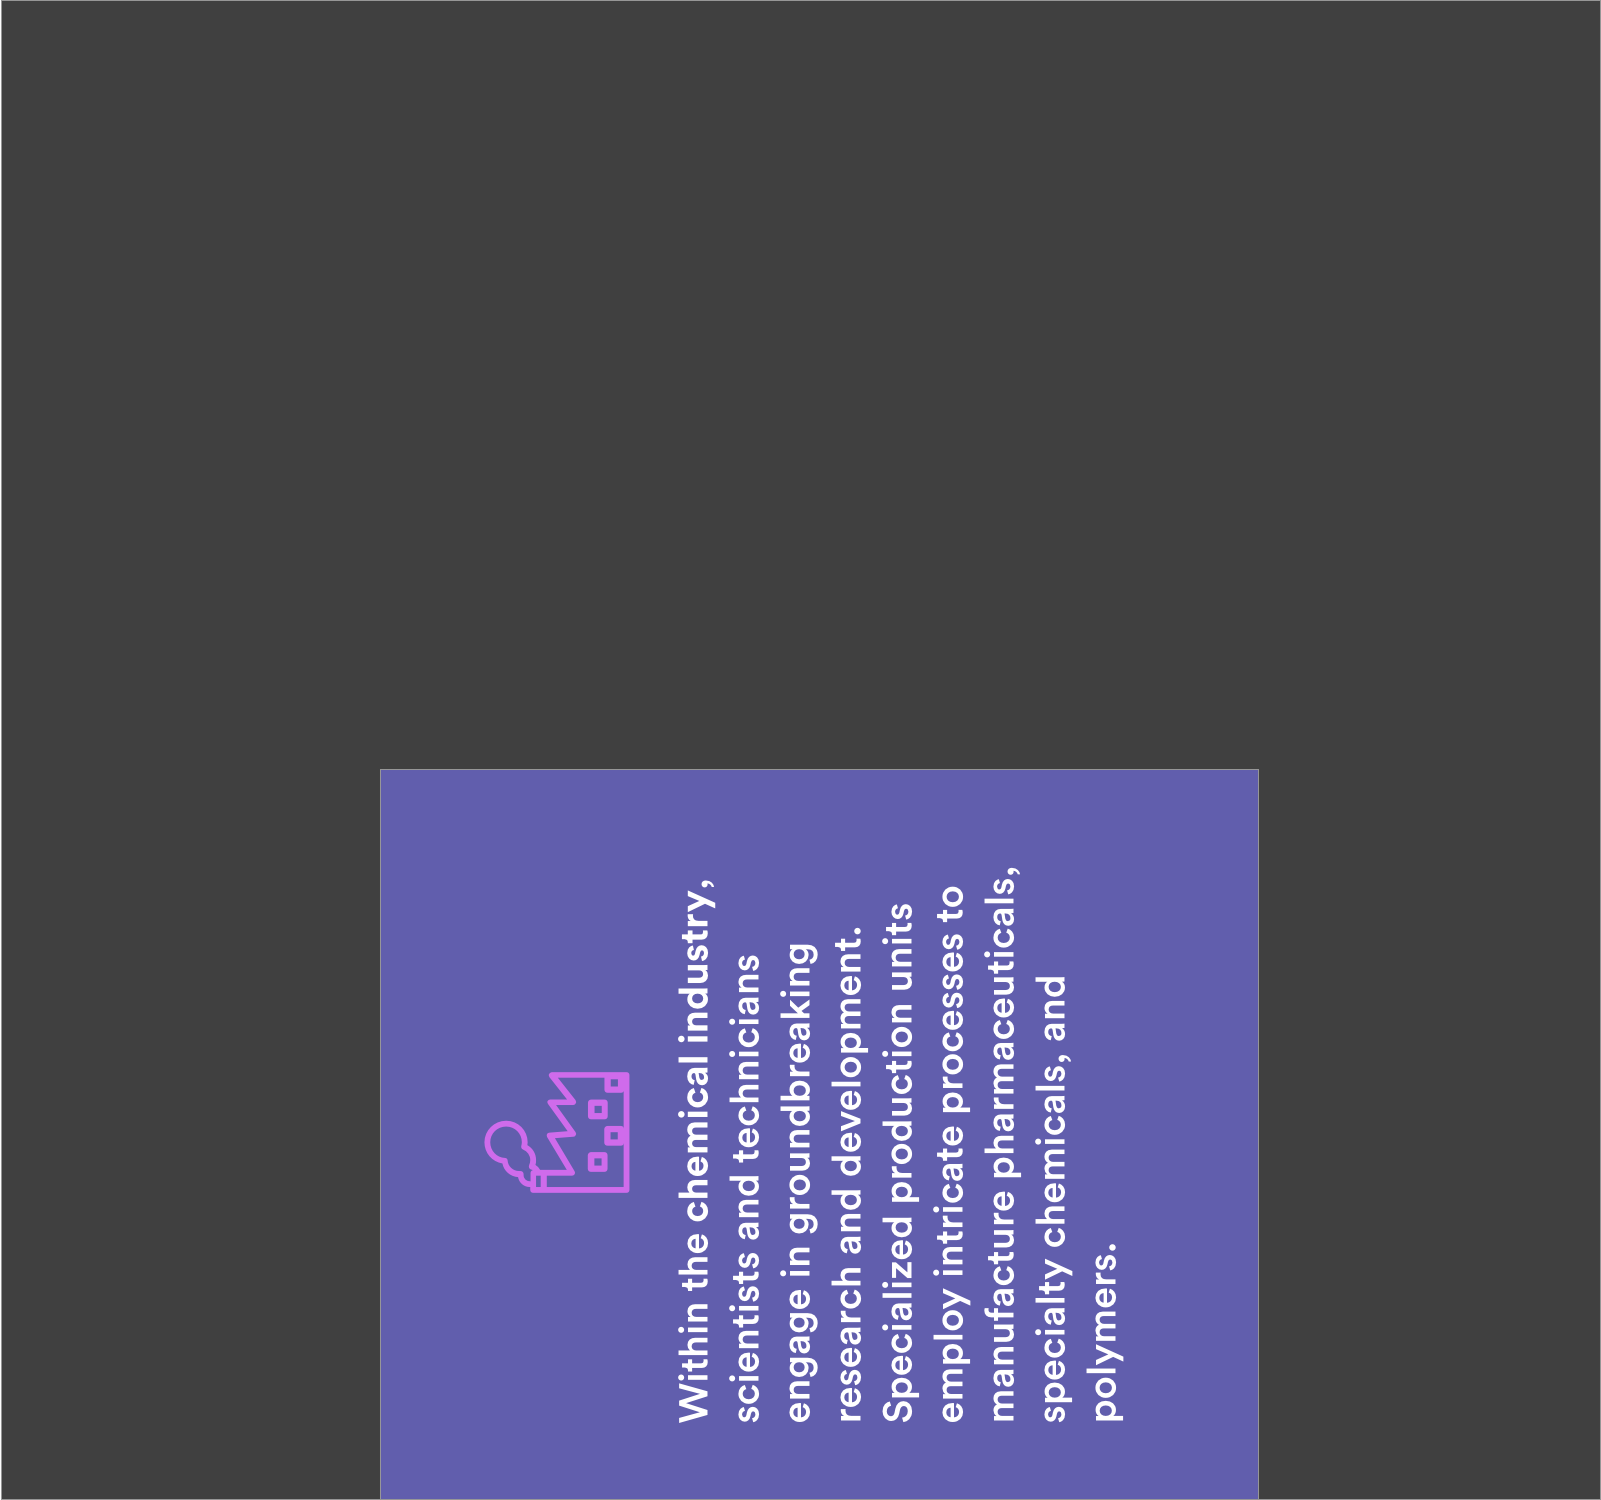 Within the chemical industry,
scientists and technicians
engage in groundbreaking
research and development.
Specialized production units
employ intricate processes to
manufacture pharmaceuticals,
specialty chemicals, and
polymers.